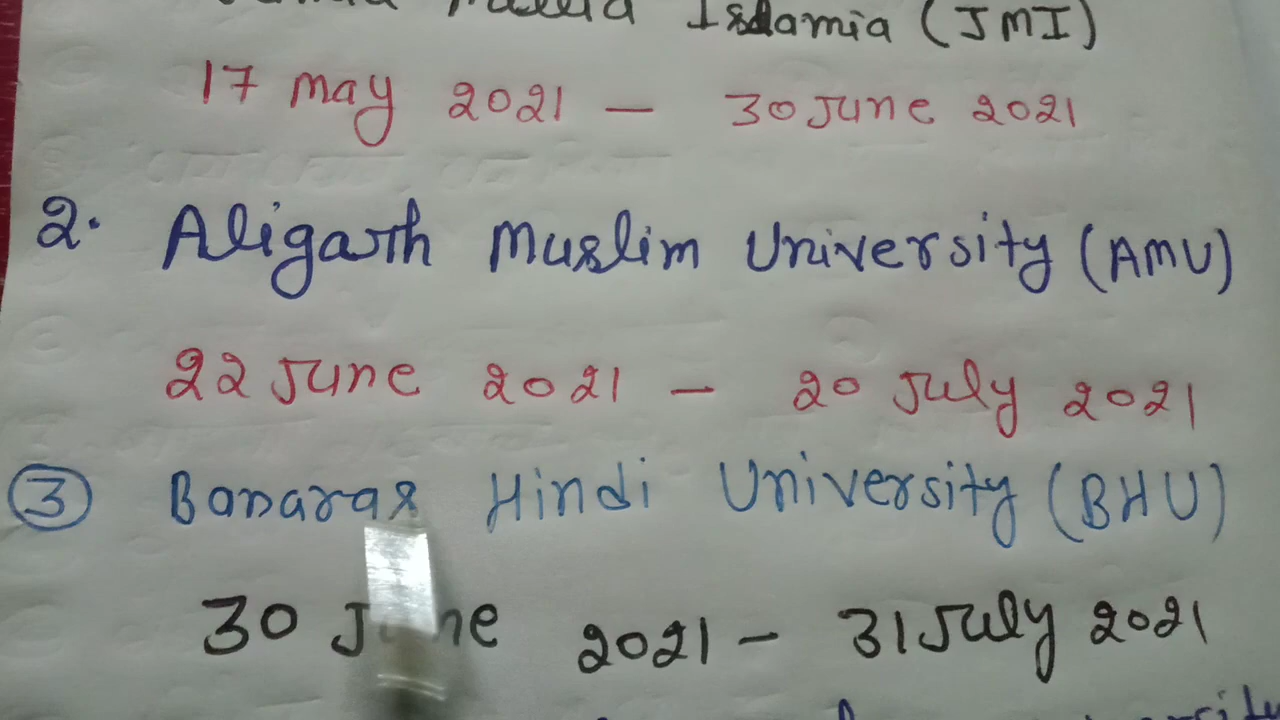 Islamia (JMI)
17 may 2021 - 30 June 2021
2. Aligarh Muslim University (AMU)
22 June 2021 - 20 July 2021
3 Banaras Hindi University (BHU)
30 June 2021 - 31 July 2021